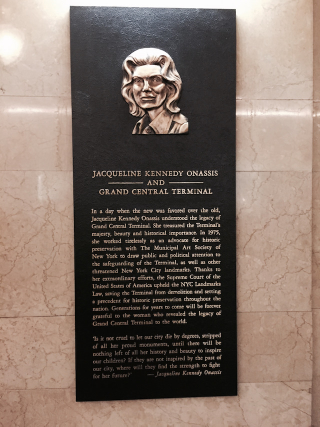 JACQUELINE KENNEDY ONASSIS
AND
GRAND CENTRAL TERMINAL
In a day when the new was favored over the old,
Jacqueline Kennedy Onassis understood the legacy of
Grand Central Terminal. She treasured the Terminal's
majesty, beauty and historical importance. In 1975,
she worked tirelessly as an advocate for historic
preservation with The Municipal Art Society of
New York to draw public and political attention to
the safeguarding of the Terminal, as well as other
threatened New York City landmarks. Thanks to
her extraordinary efforts, the Supreme Court of the
United States of America upheld the NYC Landmarks
Law, saving the Terminal from demolition and setting
a precedent for historic preservation throughout the
nation. Generations for years to come will be forever
grateful to the woman who revealed the legacy of
Grand Central Terminal to the world.
"Is it not cruel to let our city die by degrees, stripped
of all her proud monuments, until there will be
nothing left of all her history and beauty to inspire
our children? If they are not inspired by the past of
our city, where will they find the strength to fight
for her future?" — Jacqueline Kennedy Onassis